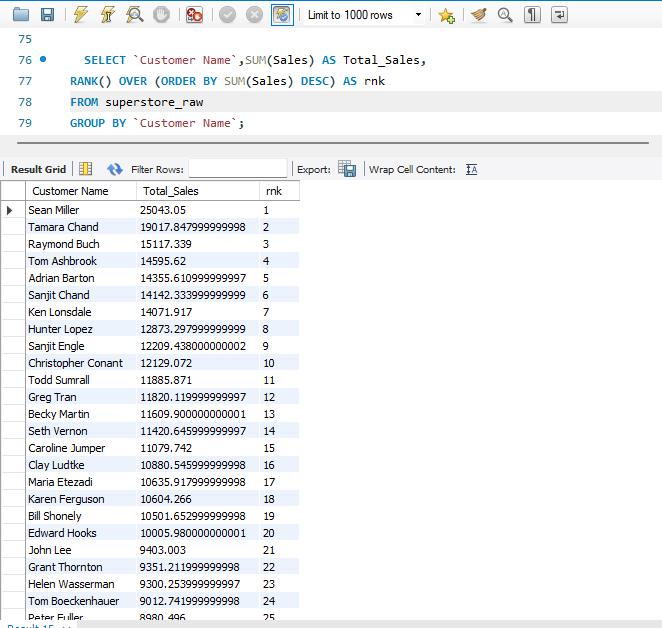 Limit to 1000 rows
75
76 SELECT `Customer Name`,SUM(Sales) AS Total_Sales,
77 RANK() OVER (ORDER BY SUM(Sales) DESC) AS rnk
78 FROM superstore_raw
79 GROUP BY `Customer Name`;
Result Grid Filter Rows: Export: Wrap Cell Content:
Customer Name Total_Sales rnk
Sean Miller 25043.05 1
Tamara Chand 19017.847999999998 2
Raymond Buch 15117.339 3
Tom Ashbrook 14595.62 4
Adrian Barton 14355.610999999997 5
Sanjit Chand 14142.333999999999 6
Ken Lonsdale 14071.917 7
Hunter Lopez 12873.297999999999 8
Sanjit Engle 12209.438000000002 9
Christopher Conant 12129.072 10
Todd Sumrall 11885.871 11
Greg Tran 11820.119999999997 12
Becky Martin 11609.900000000001 13
Seth Vernon 11420.645999999997 14
Caroline Jumper 11079.742 15
Clay Ludtke 10880.545999999998 16
Maria Etezadi 10635.917999999998 17
Karen Ferguson 10604.266 18
Bill Shonely 10501.652999999998 19
Edward Hooks 10005.980000000001 20
John Lee 9403.003 21
Grant Thornton 9351.211999999998 22
Helen Wasserman 9300.253999999997 23
Tom Boeckenhauer 9012.741999999998 24
Peter Fuller 8980.496 25